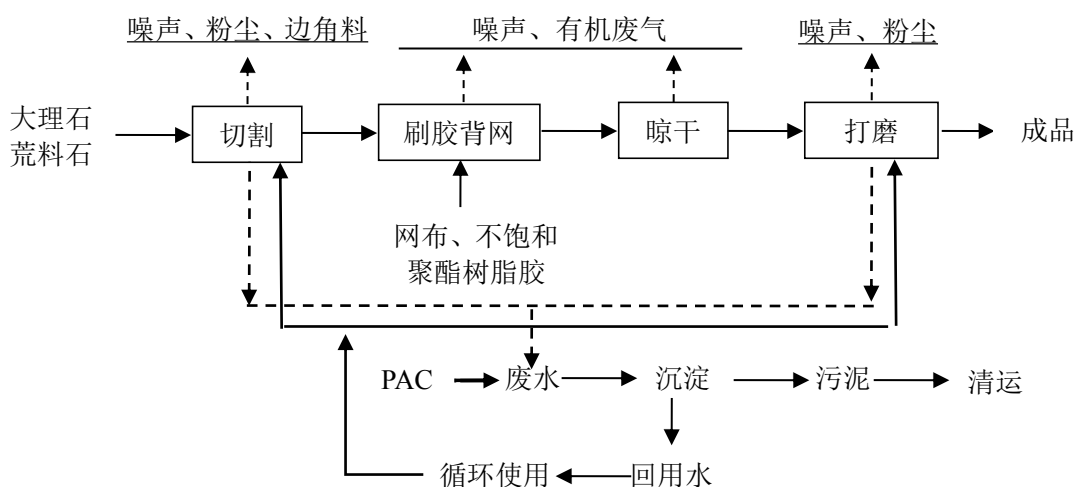 噪声、粉尘、边角料
噪声、有机废气
噪声、粉尘
大理石
荒料石
切割
刷胶背网
晾干
打磨
成品
网布、不饱和
聚酯树脂胶
PAC
废水
沉淀
污泥
清运
循环使用
回用水